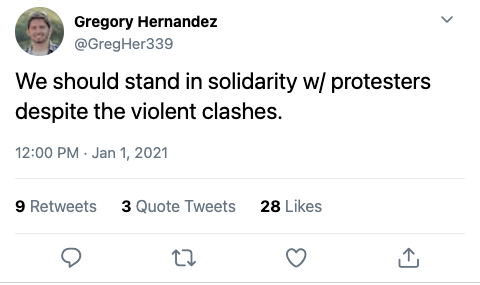 Gregory Hernandez
@GregHer339
We should stand in solidarity w/ protesters
despite the violent clashes.
12:00 PM · Jan 1, 2021
9 Retweets 3 Quote Tweets 28 Likes